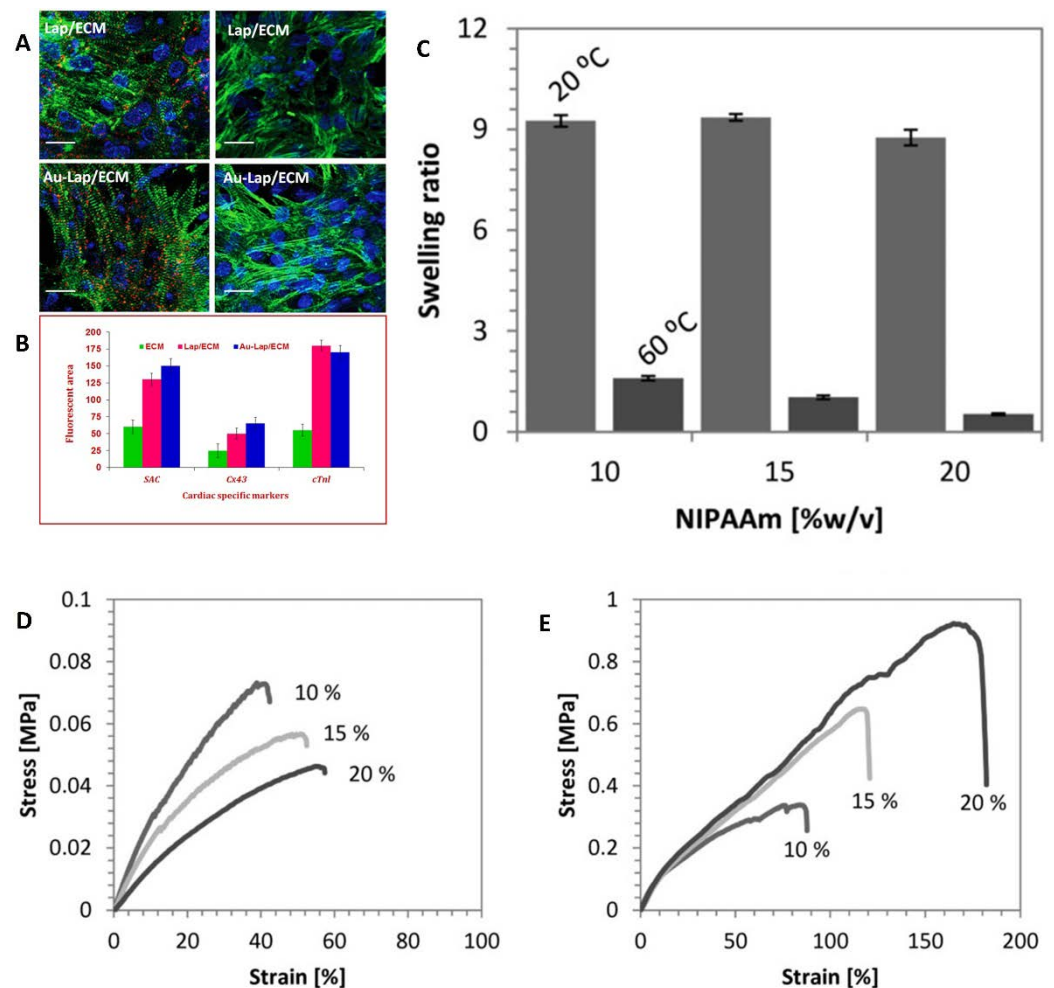 A
Lap/ECM
Lap/ECM
Au-Lap/ECM
Au-Lap/ECM
B
200
175
150
125
100
75
50
25
0
ECM
Lap/ECM
Au-Lap/ECM
Fluorescent area
SAC
Cx43
cTnI
Cardiac specific markers
C
12
9
6
3
0
Swelling ratio
20 ºC
60 ºC
10
15
20
NIPAAm [%w/v]
D
0.1
0.08
0.06
0.04
0.02
0
Stress [MPa]
10 %
15 %
20 %
0
20
40
60
80
100
Strain [%]
E
1
0.8
0.6
0.4
0.2
0
Stress [MPa]
10 %
15 %
20 %
0
50
100
150
200
Strain [%]